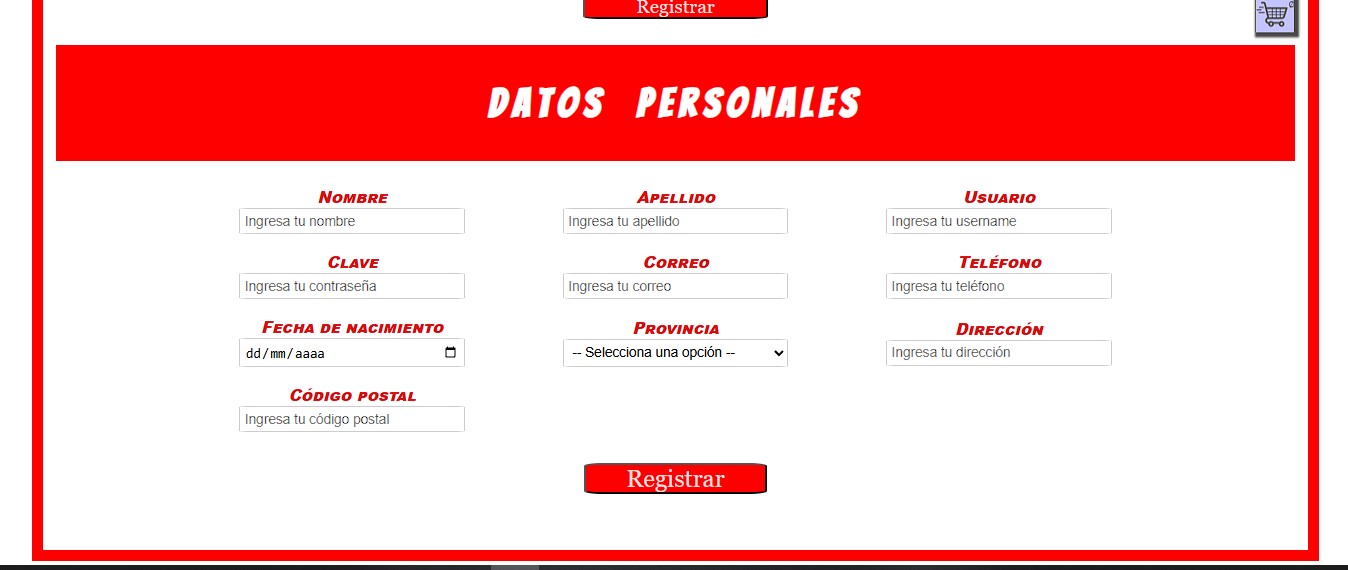 Registrar
DATOS PERSONALES
Nombre Apellido Usuario
Ingresa tu nombre Ingresa tu apellido Ingresa tu username
Clave Correo Teléfono
Ingresa tu contraseña Ingresa tu correo Ingresa tu teléfono
Fecha de nacimiento Provincia Dirección
dd/mm/aaaa -- Selecciona una opción -- Ingresa tu dirección
Código postal
Ingresa tu código postal
Registrar